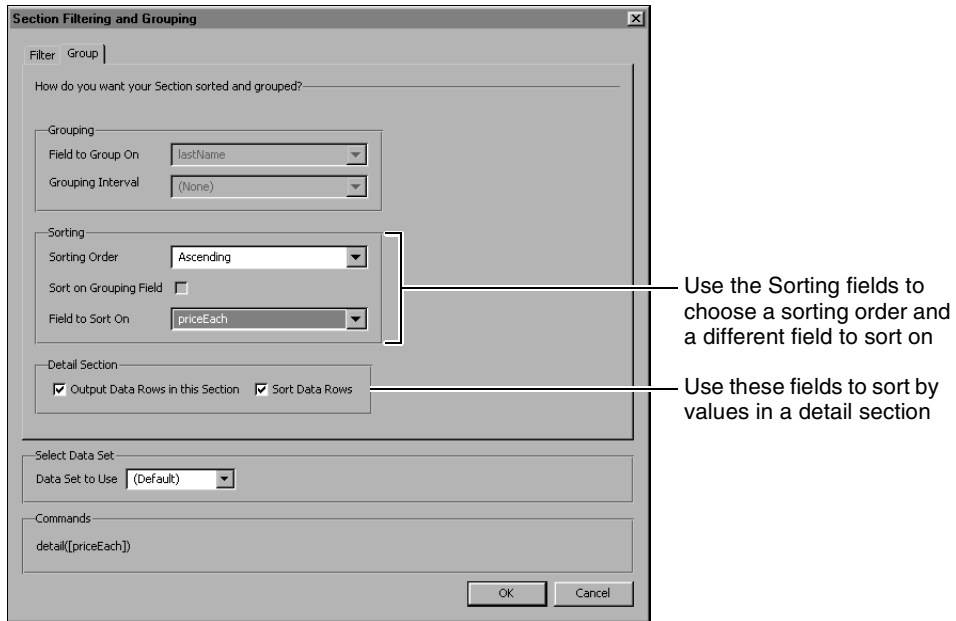 Section Filtering and Grouping
Filter Group
How do you want your Section sorted and grouped?
Grouping
Field to Group On lastName
Grouping Interval (None)
Sorting
Sorting Order Ascending
Sort on Grouping Field
Field to Sort On priceEach
Detail Section
Output Data Rows in this Section Sort Data Rows
Select Data Set
Data Set to Use (Default)
Commands
detail([priceEach])
OK Cancel
Use the Sorting fields to
choose a sorting order and
a different field to sort on
Use these fields to sort by
values in a detail section